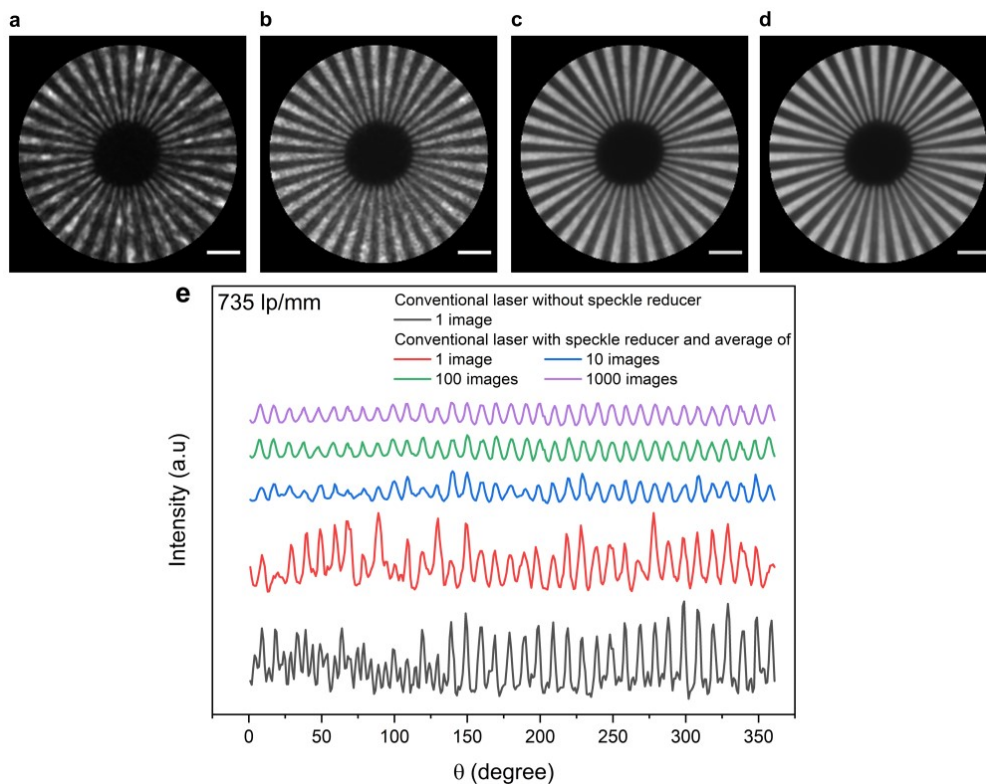 a b c d
e
735 lp/mm
Conventional laser without speckle reducer
1 image
Conventional laser with speckle reducer and average of
1 image 10 images
100 images 1000 images
Intensity (a.u)
0 50 100 150 200 250 300 350
θ (degree)